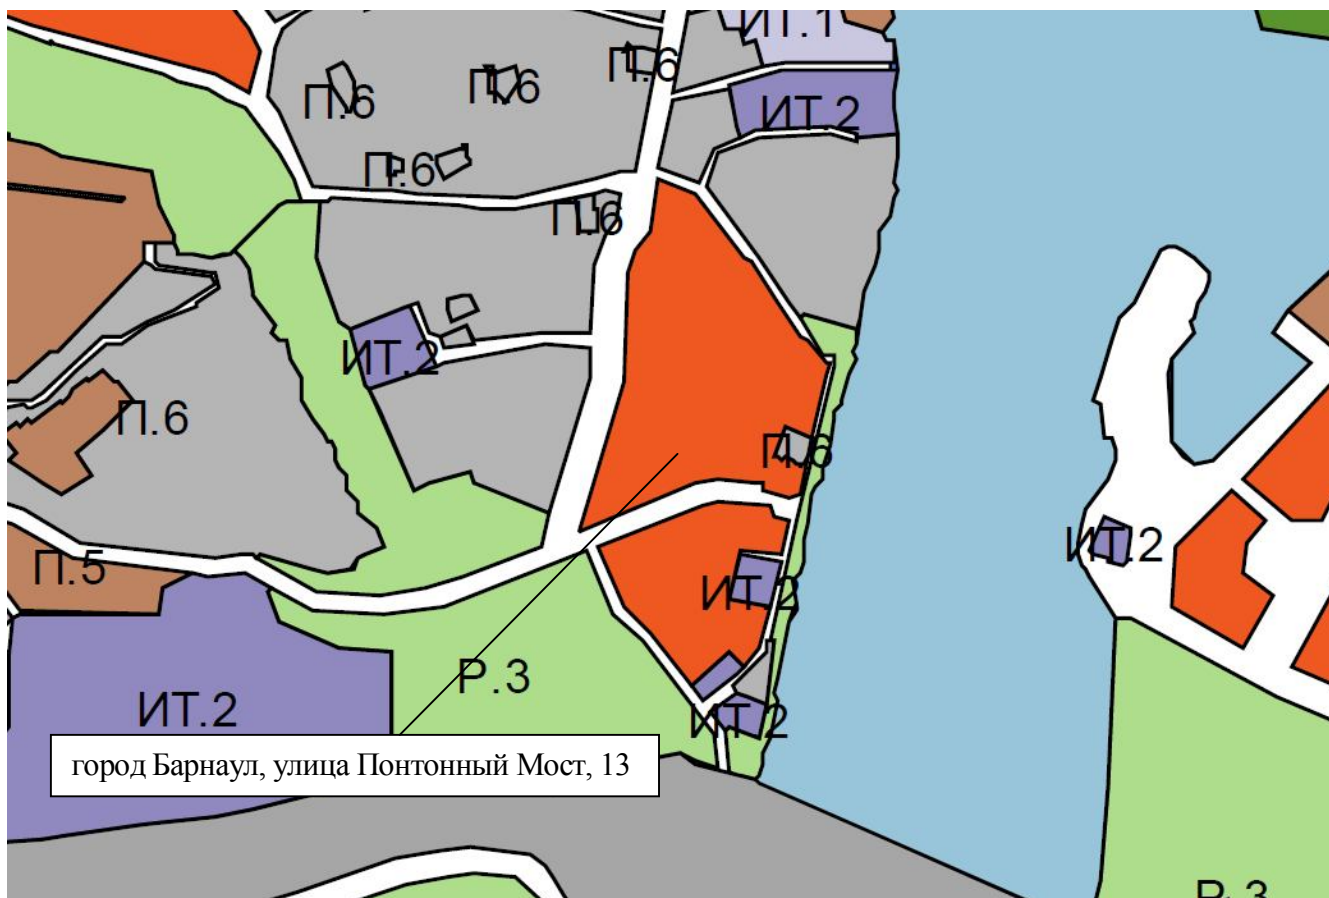 ИТ.1
П.6
П.6
П.6
ИТ.2
П.6
П.6
ИТ.2
П.6
П.6
ИТ.2
П.5
ИТ.2
Р.3
ИТ.2
ИТ.2
город Барнаул, улица Понтонный Мост, 13
Р.3